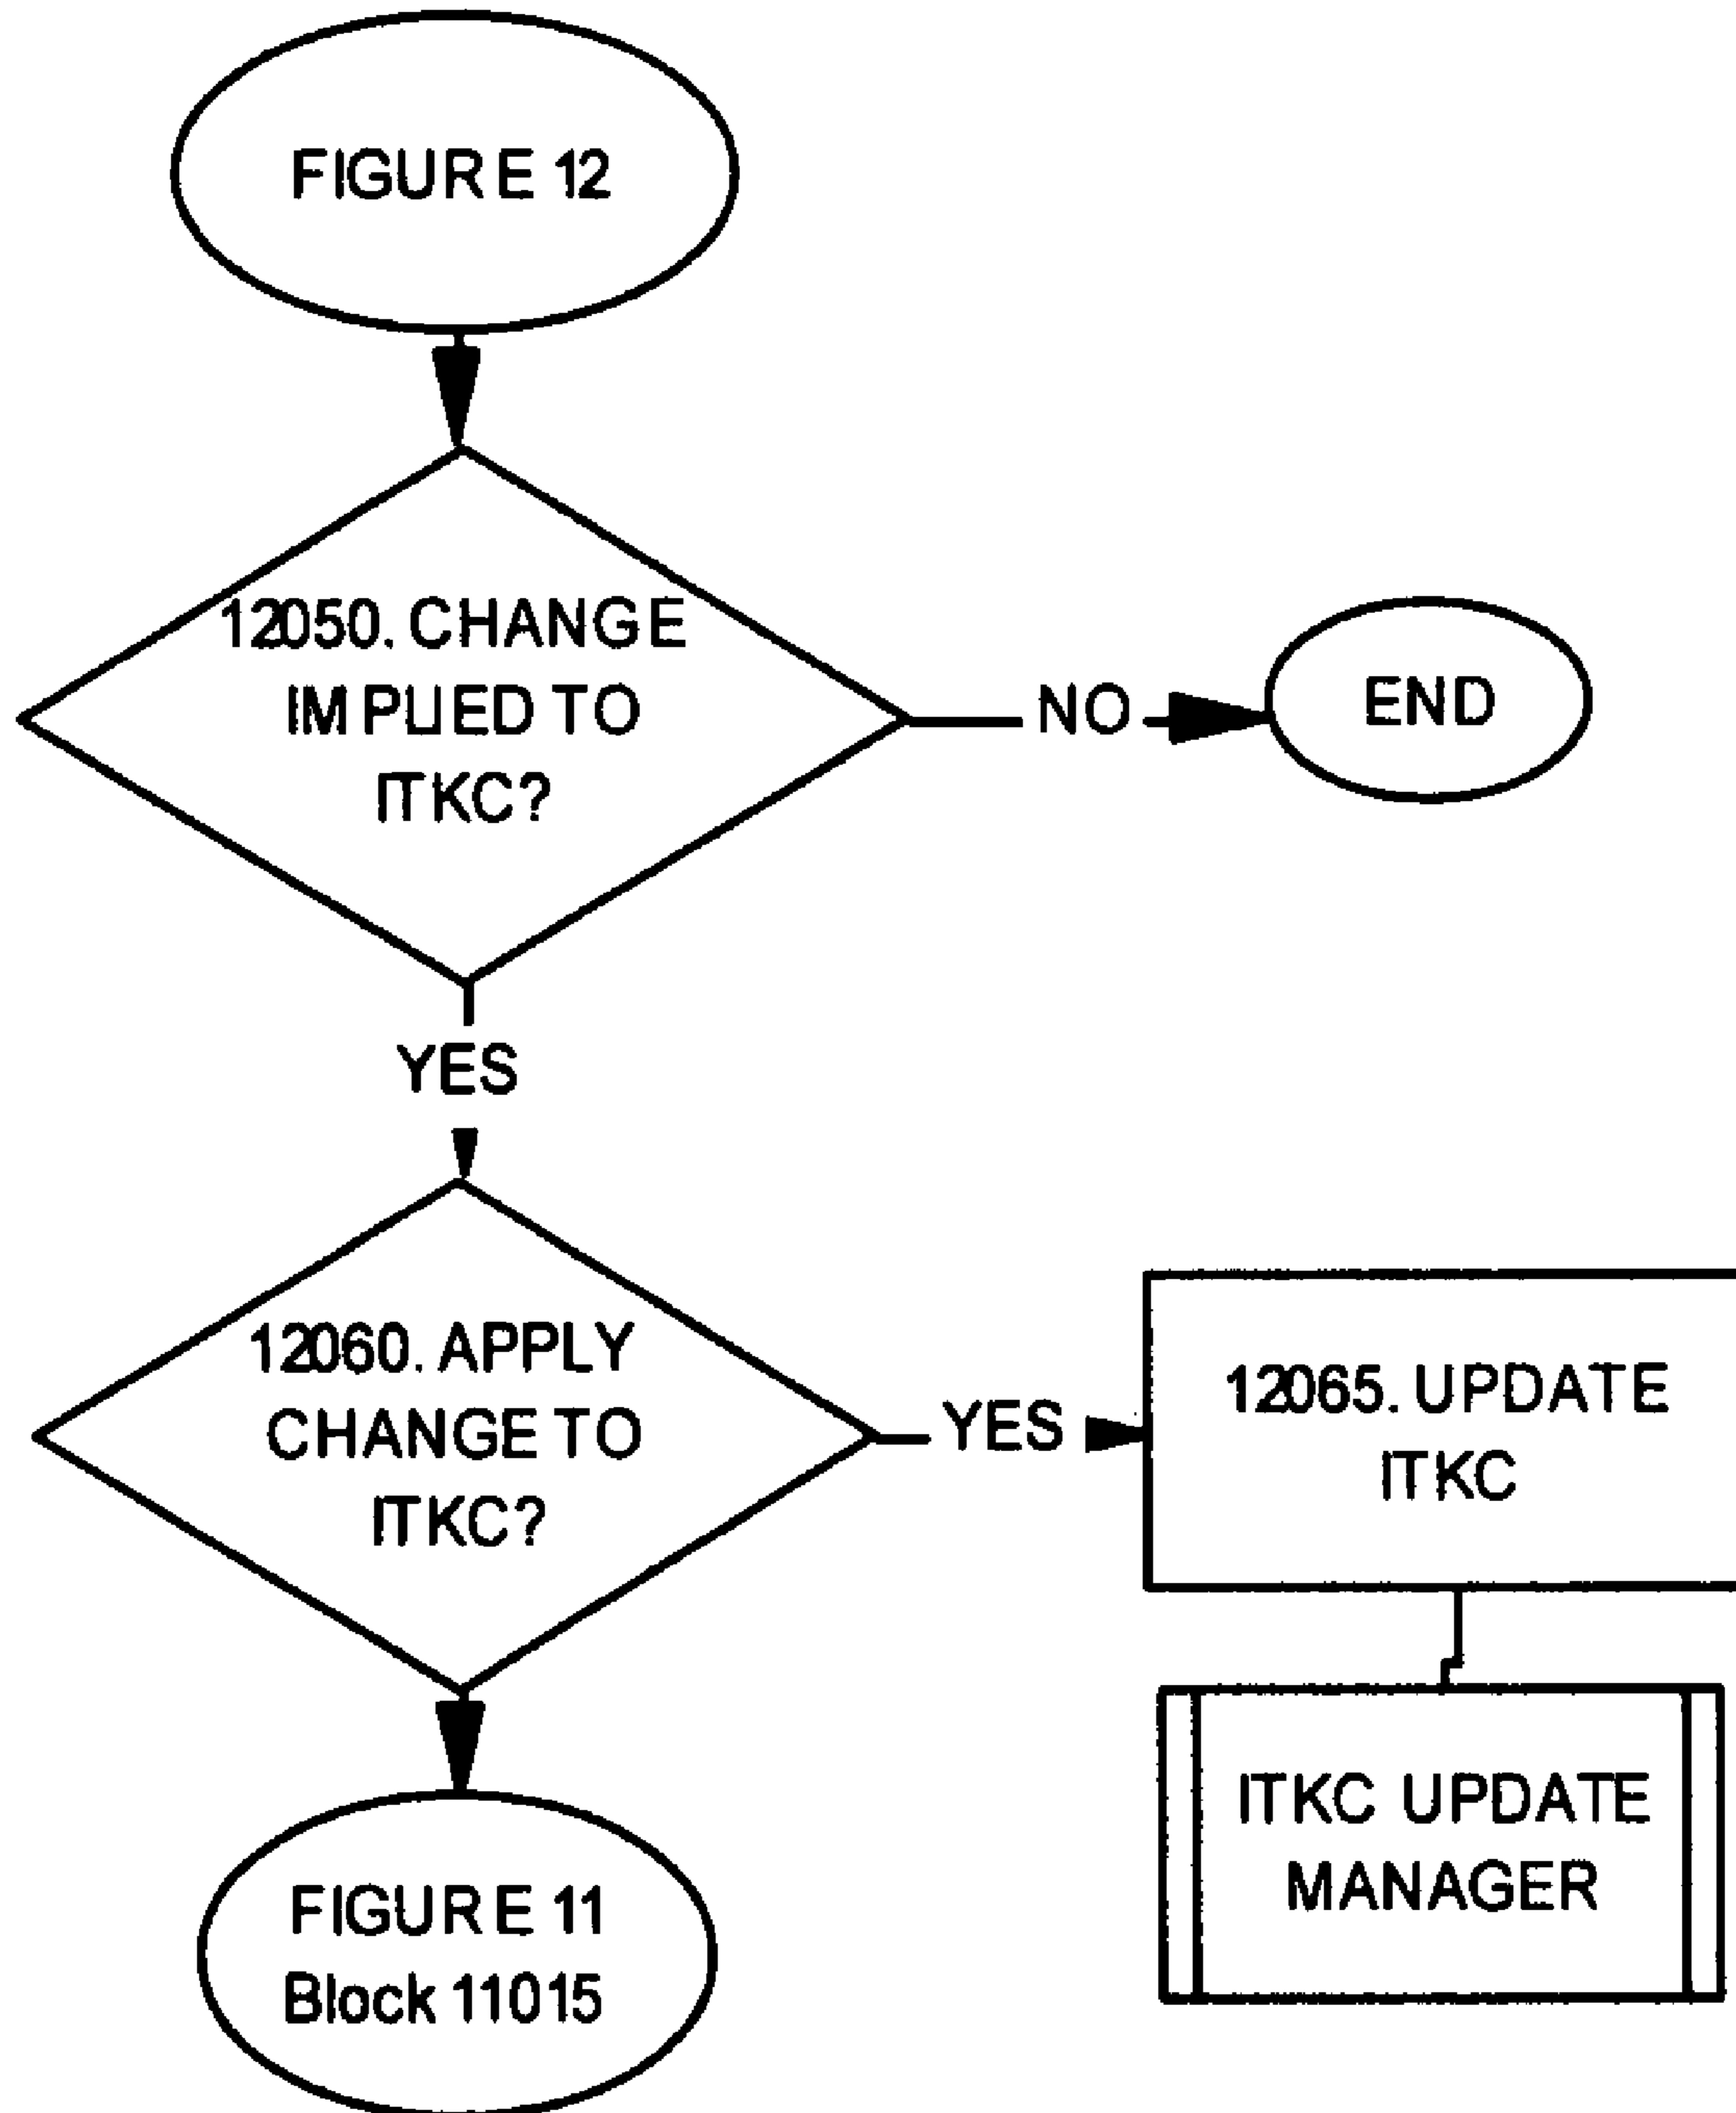 FIGURE 12
12050. CHANGE
IMPLIED TO
ITKC?
NO
END
YES
12060. APPLY
CHANGE TO
ITKC?
YES
12065. UPDATE
ITKC
ITKC UPDATE
MANAGER
FIGURE 11
Block 11015